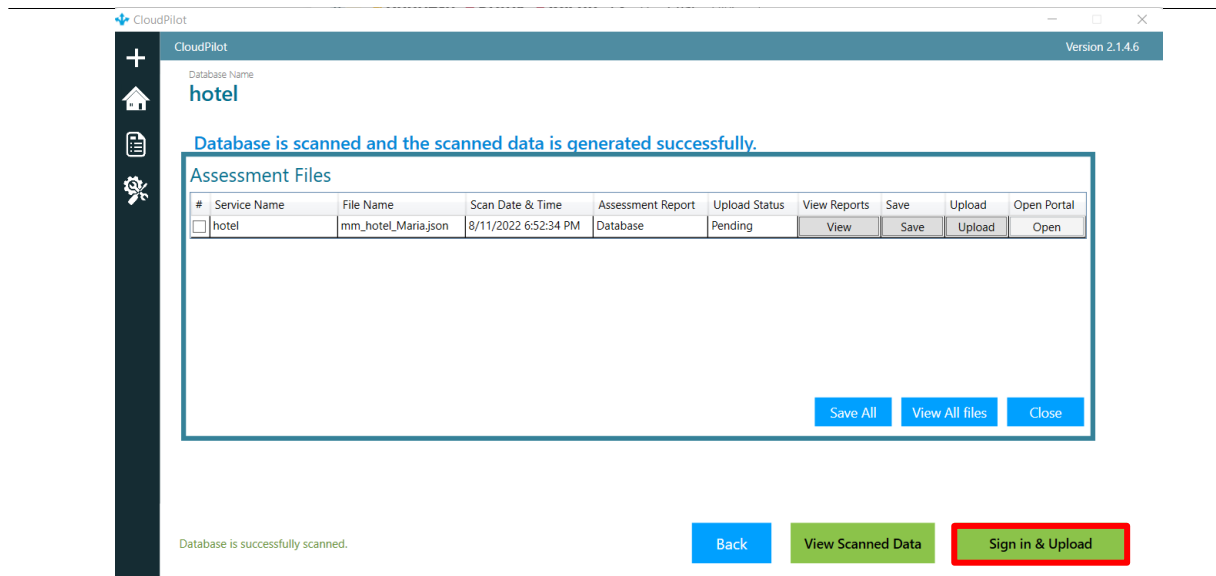 CloudPilot
CloudPilot Version 2.1.4.6
Database Name
hotel
Database is scanned and the scanned data is generated successfully.
Assessment Files
# Service Name File Name Scan Date & Time Assessment Report Upload Status View Reports Save Upload Open Portal
hotel mm_hotel_Maria.json 8/11/2022 6:52:34 PM Database Pending View Save Upload Open
Save All View All files Close
Database is successfully scanned. Back View Scanned Data Sign in & Upload